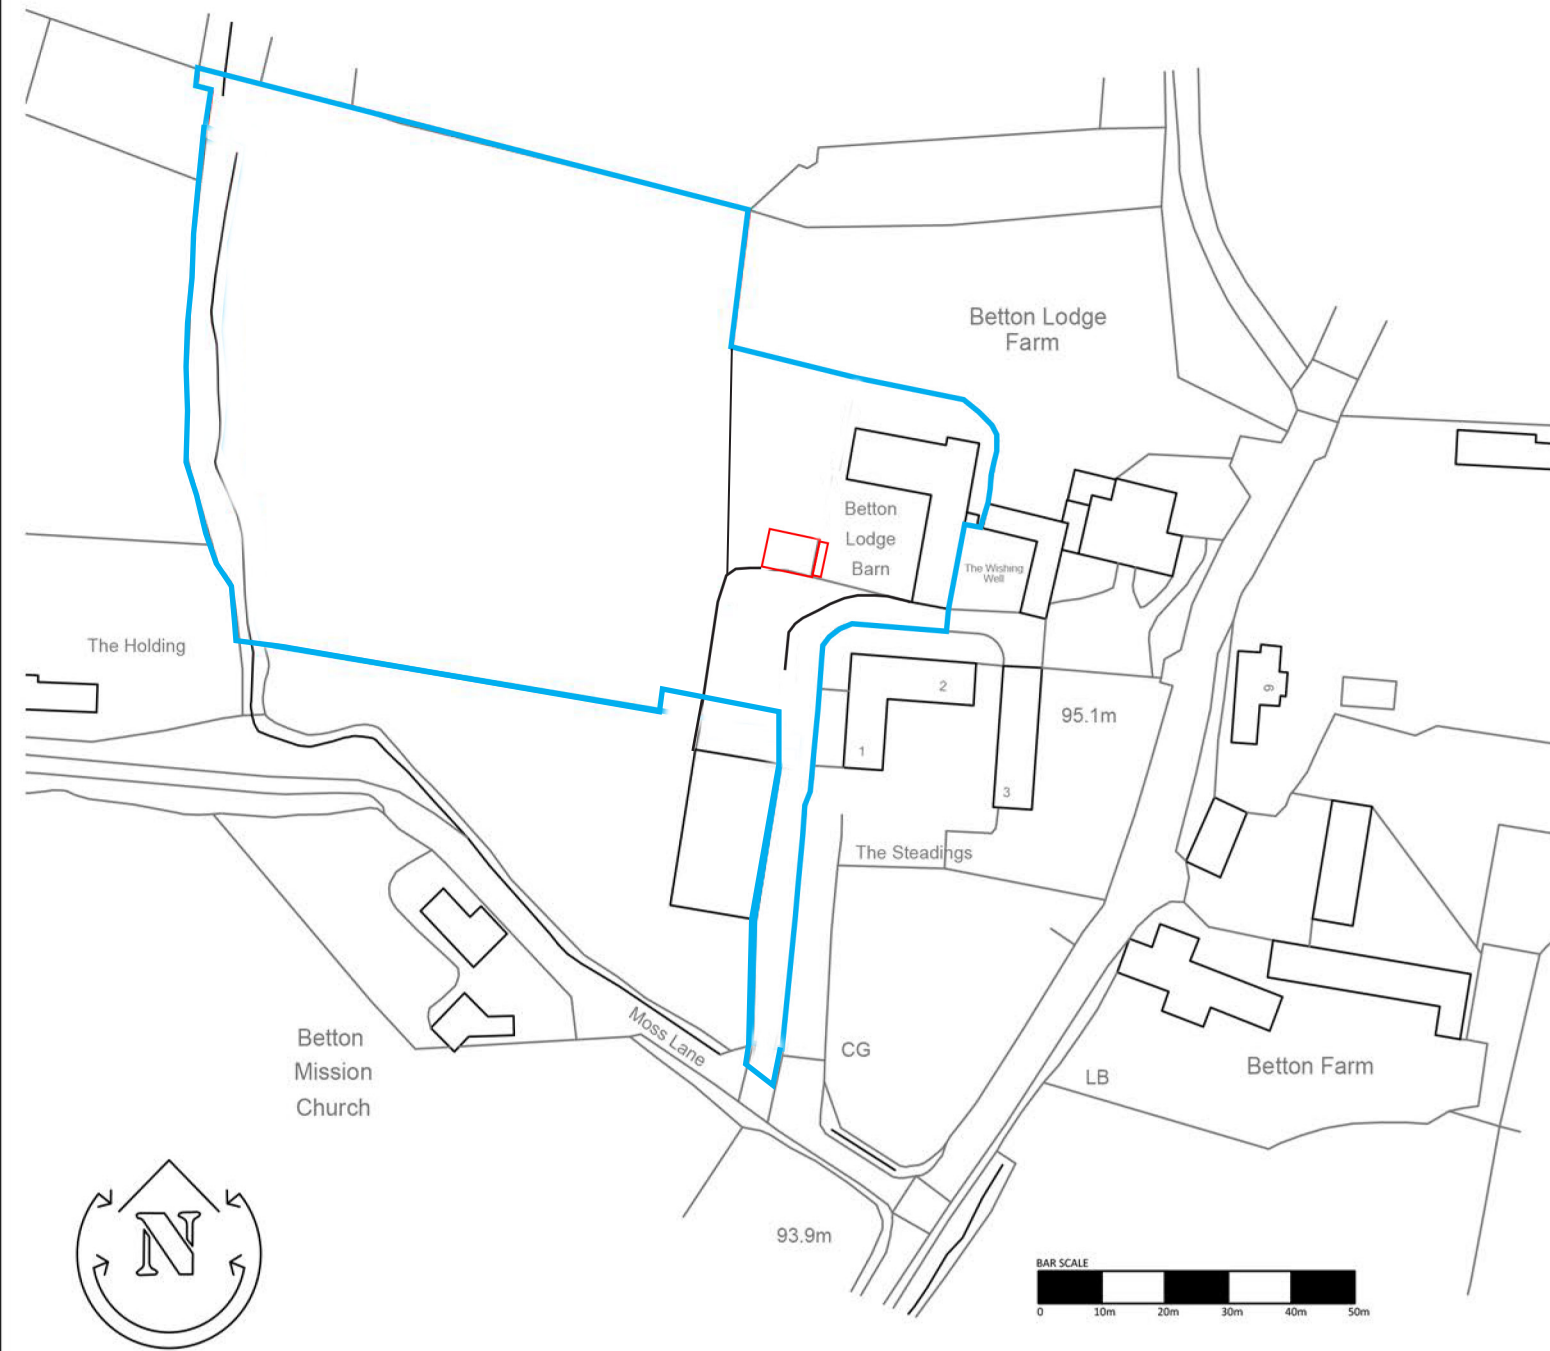 Betton Lodge
Farm
Betton
Lodge
Barn
The Wishing
Well
The Holding
2
1
3
95.1m
9
The Steadings
Moss Lane
CG
LB
Betton Farm
Betton
Mission
Church
93.9m
N
BAR SCALE
0 10m 20m 30m 40m 50m